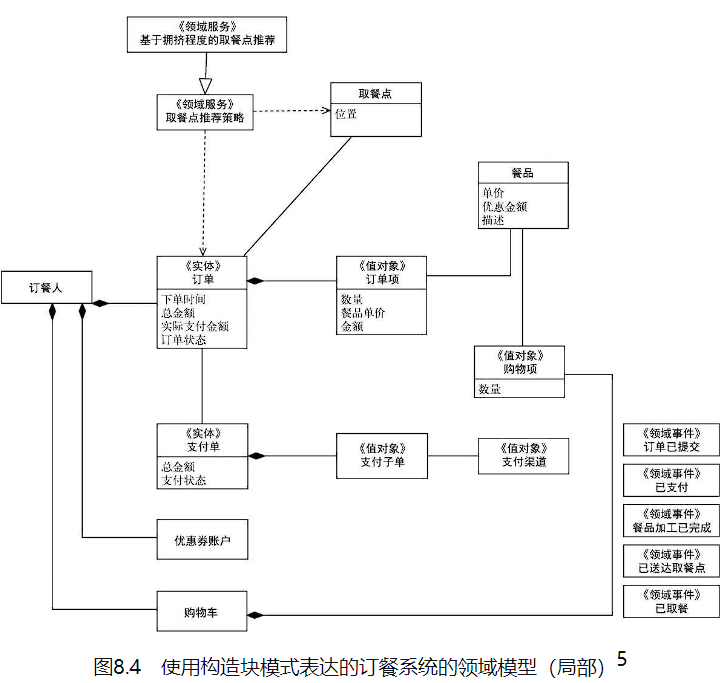 《领域服务》
基于拥挤程度的取餐点推荐
《领域服务》
取餐点推荐策略
取餐点
位置
餐品
单价
优惠金额
描述
订餐人
《实体》
订单
下单时间
总金额
实际支付金额
订单状态
《值对象》
订单项
数量
餐品单价
金额
《值对象》
购物项
数量
《实体》
支付单
总金额
支付状态
《值对象》
支付子单
《值对象》
支付渠道
《领域事件》
订单已提交
《领域事件》
已支付
《领域事件》
餐品加工已完成
《领域事件》
已送达取餐点
《领域事件》
已取餐
优惠券账户
购物车
图8.4 使用构造块模式表达的订餐系统的领域模型（局部）5